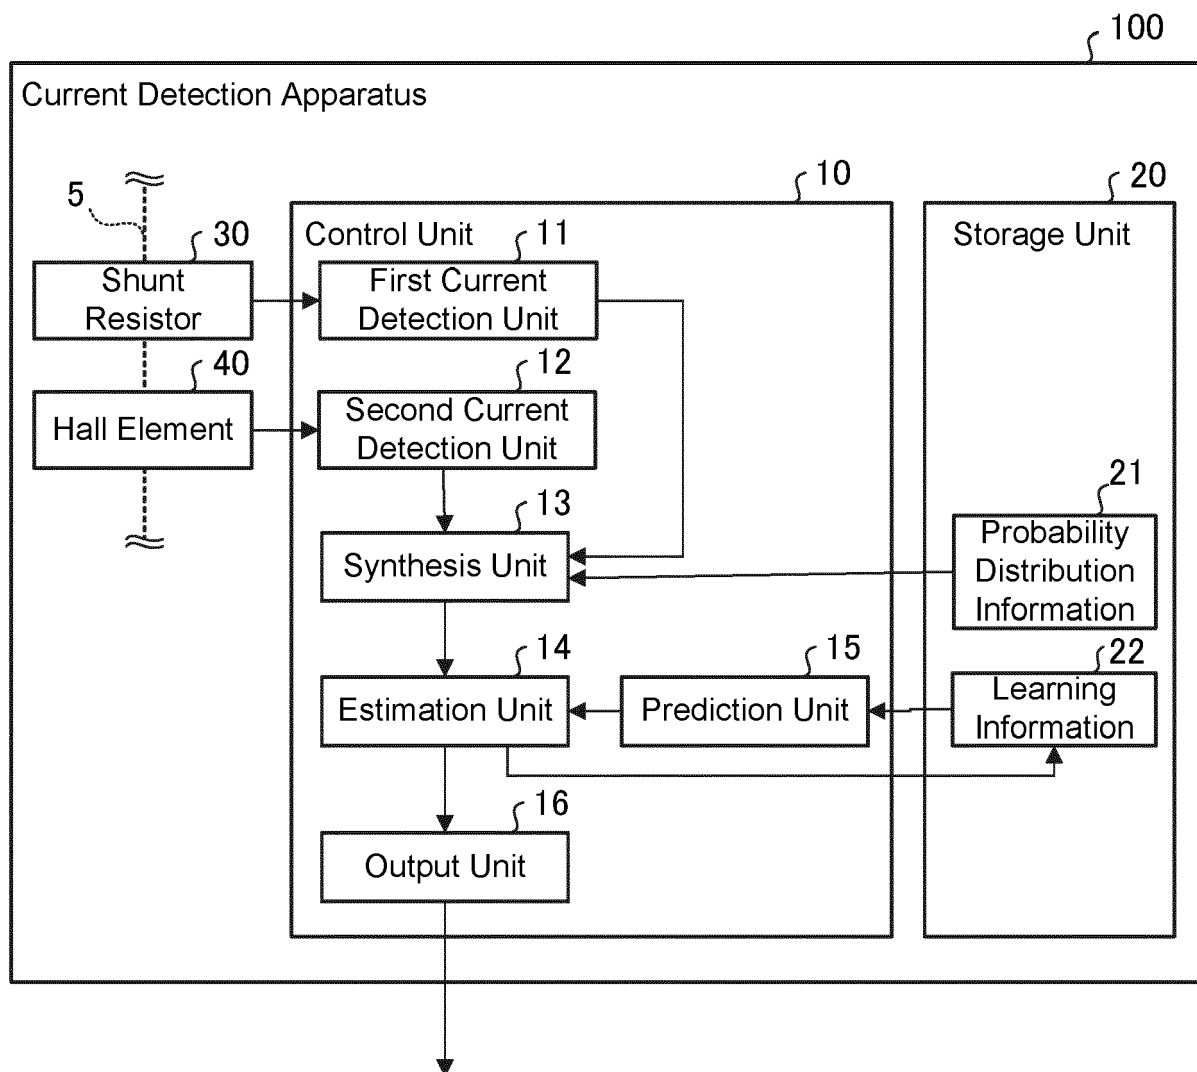 100
Current Detection Apparatus
10
20
5
Control Unit
Storage Unit
30
11
Shunt
Resistor
First Current
Detection Unit
40
12
Hall Element
Second Current
Detection Unit
13
21
Synthesis Unit
Probability
Distribution
Information
14
15
22
Estimation Unit
Prediction Unit
Learning
Information
16
Output Unit